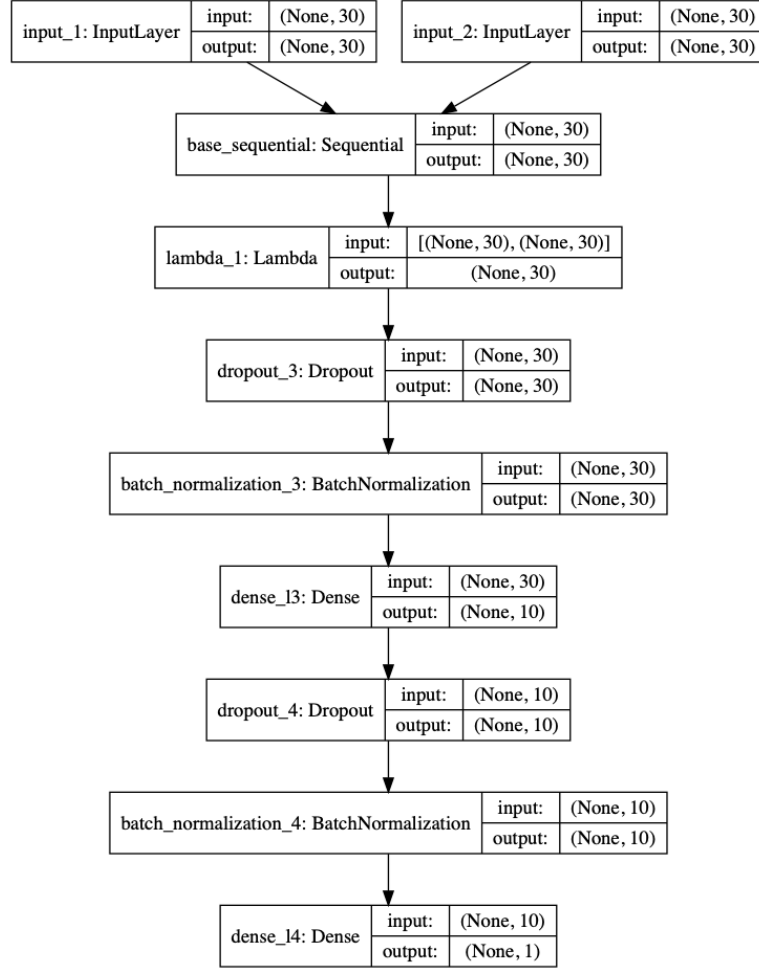 input_1: InputLayer
input: (None, 30)
output: (None, 30)
input_2: InputLayer
input: (None, 30)
output: (None, 30)
base_sequential: Sequential
input: (None, 30)
output: (None, 30)
lambda_1: Lambda
input: [(None, 30), (None, 30)]
output: (None, 30)
dropout_3: Dropout
input: (None, 30)
output: (None, 30)
batch_normalization_3: BatchNormalization
input: (None, 30)
output: (None, 30)
dense_l3: Dense
input: (None, 30)
output: (None, 10)
dropout_4: Dropout
input: (None, 10)
output: (None, 10)
batch_normalization_4: BatchNormalization
input: (None, 10)
output: (None, 10)
dense_l4: Dense
input: (None, 10)
output: (None, 1)